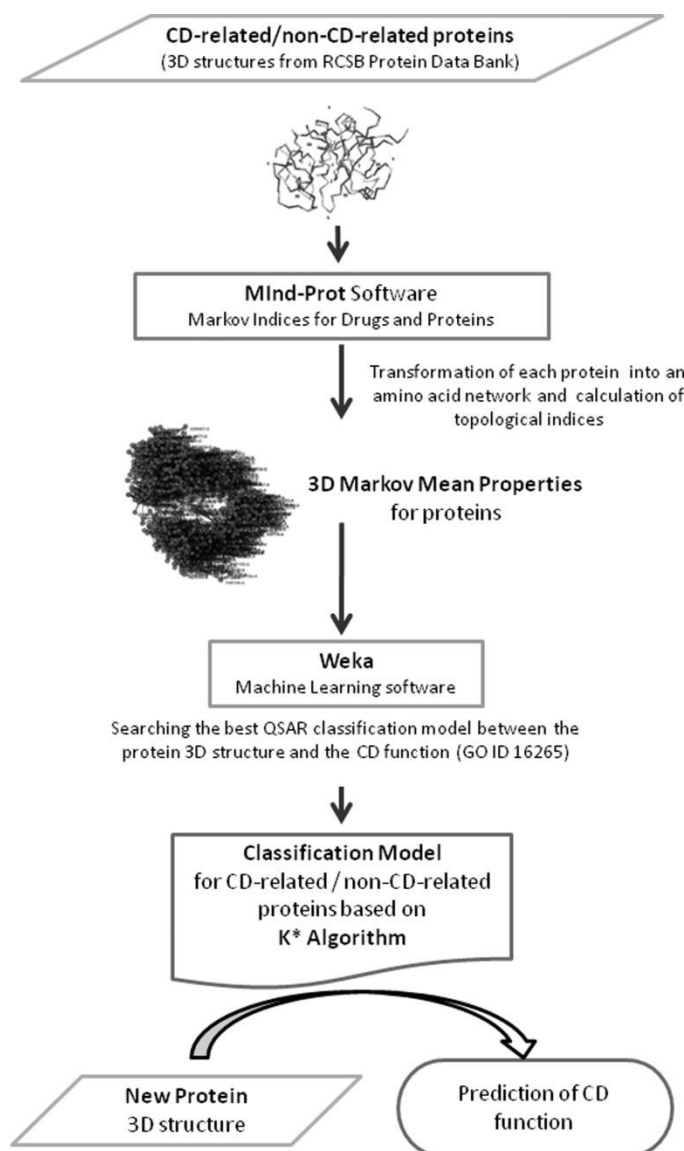 CD-related/non-CD-related proteins
(3D structures from RCSB Protein Data Bank)
MInd-Prot Software
Markov Indices for Drugs and Proteins
Transformation of each protein into an
amino acid network and calculation of
topological indices
3D Markov Mean Properties
for proteins
Weka
Machine Learning software
Searching the best QSAR classification model between the
protein 3D structure and the CD function (GO ID 16265)
Classification Model
for CD-related / non-CD-related
proteins based on
K* Algorithm
New Protein
3D structure
Prediction of CD
function